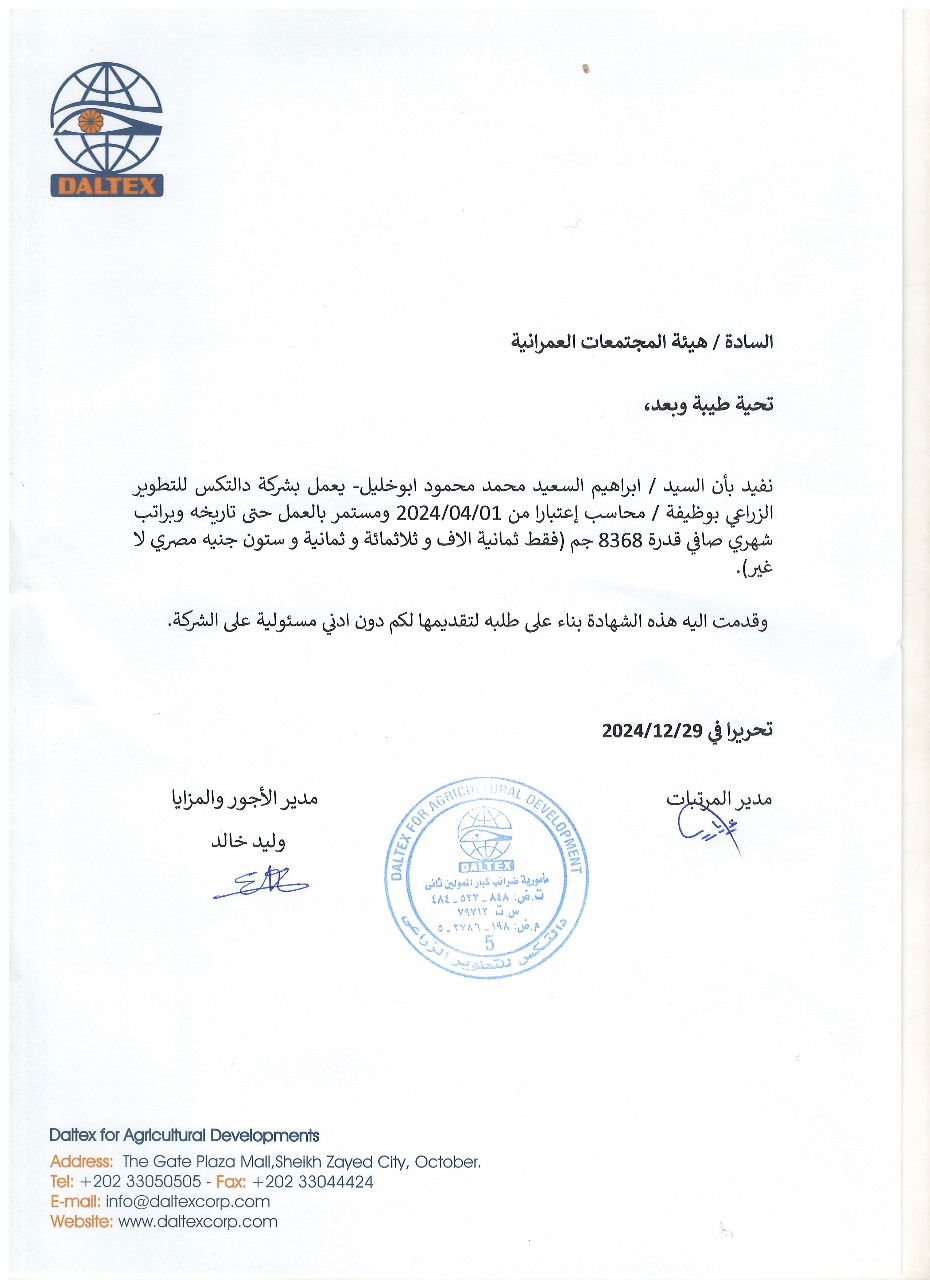 DALTEX
السادة / هيئة المجتمعات العمرانية
تحية طيبة وبعد،
نفيد بأن السيد / ابراهيم السعيد محمد محمود ابوخليل- يعمل بشركة دالتكس للتطوير
الزراعي بوظيفة / محاسب إعتبارا من 2024/04/01 ومستمر بالعمل حتى تاريخه وبراتب
شهري صافي قدرة 8368 جم (فقط ثمانية الاف و ثلاثمائة و ثمانية و ستون جنيه مصري لا
غير).
وقدمت اليه هذه الشهادة بناء على طلبه لتقديمها لكم دون ادني مسئولية على الشركة.
تحريرا في 2024/12/29
مدير المرتبات
مدير الأجور والمزايا
وليد خالد
DALTEX FOR AGRICULTURAL DEVELOPMENT
DALTEX
مأمورية ضرائب كبار الممولين ثانى
ت.ض: ٨٤٨ ـ ٥٢٣ ـ ٤٨٤
س ت ٧٩٧١٢
م.ض: ١٩٨ ـ ٢٧٨٦ ـ ٥
5
دالتكس للتطوير الزراعى
Daltex for Agricultural Developments
Address: The Gate Plaza Mall,Sheikh Zayed City, October.
Tel: +202 33050505 - Fax: +202 33044424
E-mail: info@daltexcorp.com
Website: www.daltexcorp.com